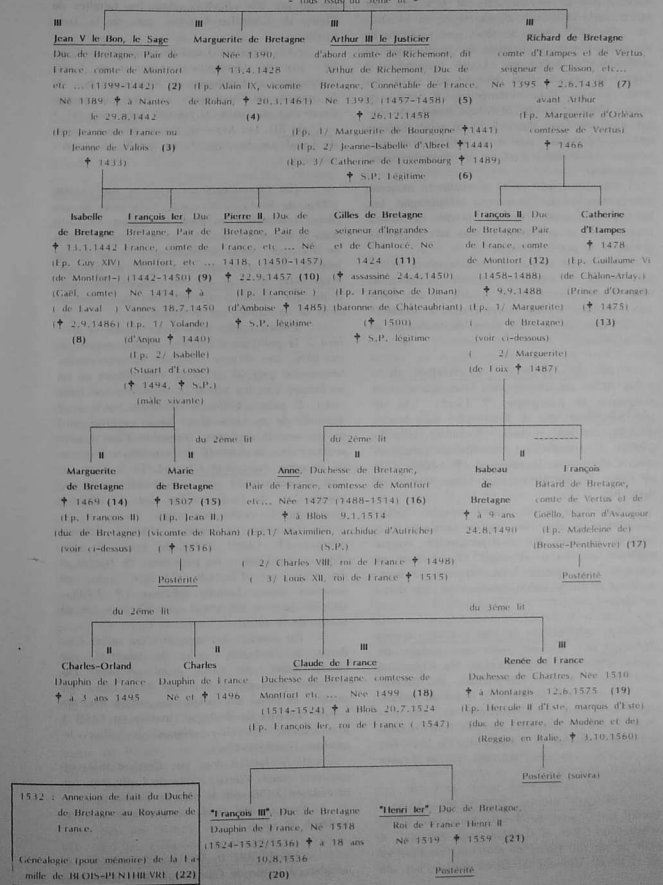 - Tous issus du 3ème lit -
III
Jean V le Bon, le Sage
Duc de Bretagne, Pair de
France, comte de Montfort
etc ... (1399-1442) (2)
Né 1389, ✝ à Nantes
le 29.8.1442
(Ep. Jeanne de France ou
Jeanne de Valois (3)
✝ 1433)
III
Marguerite de Bretagne
Née 1390,
✝ 13.4.1428
(Ep. Alain IX, vicomte
de Rohan, ✝ 20.3.1461)
(4)
III
Arthur III le Justicier
d'abord comte de Richemont, dit
Arthur de Richemont, Duc de
Bretagne, Connétable de France,
Né 1393, (1457-1458) (5)
✝ 26.12.1458
(Ep. 1/ Marguerite de Bourgogne ✝1441)
(Ep. 2/ Jeanne-Isabelle d'Albret ✝1444)
(Ep. 3/ Catherine de Luxembourg ✝ 1489)
✝ S.P. Légitime (6)
III
Richard de Bretagne
comte d'Etampes et de Vertus,
seigneur de Clisson, etc...
Né 1395 ✝ 2.6.1438 (7)
avant Arthur
(Ep. Marguerite d'Orléans
comtesse de Vertus)
✝ 1466
Isabelle
de Bretagne
✝ 13.1.1442
(Ep. Guy XIV)
(de Montfort-)
(Gaël, comte)
( de Laval )
(✝ 2.9.1486)
(8)
François Ier, Duc
Bretagne, Pair de
France, comte de
Montfort, etc ...
(1442-1450) (9)
Né 1414, ✝ à
Vannes 18.7.1450
(Ep. 1/ Yolande)
(d'Anjou ✝ 1440)
(Ep. 2/ Isabelle)
(Stuart d'Ecosse)
(✝ 1494, ✝ S.P.)
(mâle vivante)
Pierre II, Duc de
Bretagne, Pair de
France, etc ... Né
1418, (1450-1457)
✝ 22.9.1457 (10)
(Ep. Françoise )
(d'Amboise ✝ 1485)
✝ S.P. légitime
Gilles de Bretagne
seigneur d'Ingrandes
et de Chantocé, Né
1424 (11)
(✝ assassiné 24.4.1450)
(Ep. Françoise de Dinan)
(baronne de Châteaubriant)
(✝ 1500)
✝ S.P. légitime
François II, Duc
de Bretagne, Pair
de France, comte
de Montfort (12)
(1458-1488)
✝ 9.9.1488
(Ep. 1/ Marguerite)
( de Bretagne)
(voir ci-dessous)
( 2/ Marguerite)
(de Foix ✝ 1487)
Catherine
d'Etampes
✝ 1478
(Ep. Guillaume Vi
(de Châlon-Arlay,)
(Prince d'Orange)
(✝ 1475)
(13)
du 2ème lit
du 2ème lit
II
Marguerite
de Bretagne
✝ 1469 (14)
(Ep. François II)
(duc de Bretagne)
(voir ci-dessus)
II
Marie
de Bretagne
✝ 1507 (15)
(Ep. Jean II,)
(vicomte de Rohan)
( ✝ 1516)
Postérité
II
Anne, Duchesse de Bretagne,
Pair de France, comtesse de Montfort
etc... Née 1477 (1488-1514) (16)
✝ à Blois 9.1.1514
(Ep.1/ Maximilien, archiduc d'Autriche)
(S.P.)
( 2/ Charles VIII, roi de France ✝ 1498)
( 3/ Louis XII, roi de France ✝ 1515)
II
Isabeau
de
Bretagne
✝ à 9 ans
24.8.1490
François
Bâtard de Bretagne,
comte de Vertus et de
Goëllo, baron d'Avaugour
(Ep. Madeleine de)
(Brosse-Penthièvre) (17)
Postérité
du 2ème lit
du 3ème lit
II
Charles-Orland
Dauphin de France
✝ à 3 ans 1495
II
Charles
Dauphin de France
Né et ✝ 1496
III
Claude de France
Duchesse de Bretagne, comtesse de
Montfort etc ... Née 1499 (18)
(1514-1524) ✝ à Blois 20.7.1524
(Ep. François Ier, roi de France ( 1547)
III
Renée de France
Duchesse de Chartres, Née 1510
✝ à Montargis 12.6.1575 (19)
(Ep. Hercule II d'Este, marquis d'Este)
(duc de Ferrare, de Modène et de)
(Reggio, en Italie, ✝ 3.10.1560)
Postérité (suivra)
"François III", Duc de Bretagne
Dauphin de France, Né 1518
(1524-1532/1536) ✝ à 18 ans
10.8.1536
(20)
"Henri Ier", Duc de Bretagne,
Roi de France Henri II
Né 1519 ✝ 1559 (21)
Postérité
1532 : Annexion de fait du Duché
de Bretagne au Royaume de
France.
Généalogie (pour mémoire) de la Fa-
mille de BLOIS-PENTHIEVRE (22)